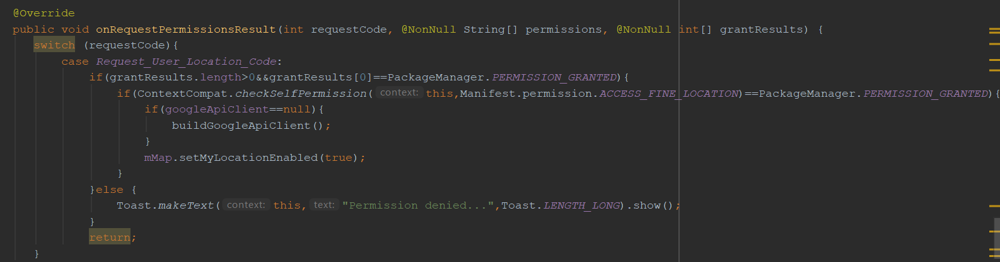 @Override
public void onRequestPermissionsResult(int requestCode, @NonNull String[] permissions, @NonNull int[] grantResults) {
switch (requestCode){
case Request_User_Location_Code:
if(grantResults.length>0&&grantResults[0]==PackageManager.PERMISSION_GRANTED){
if(ContextCompat.checkSelfPermission( context: this,Manifest.permission.ACCESS_FINE_LOCATION)==PackageManager.PERMISSION_GRANTED){
if(googleApiClient==null){
buildGoogleApiClient();
}
mMap.setMyLocationEnabled(true);
}
}else {
Toast.makeText( context: this, text: "Permission denied...",Toast.LENGTH_LONG).show();
}
return;
}